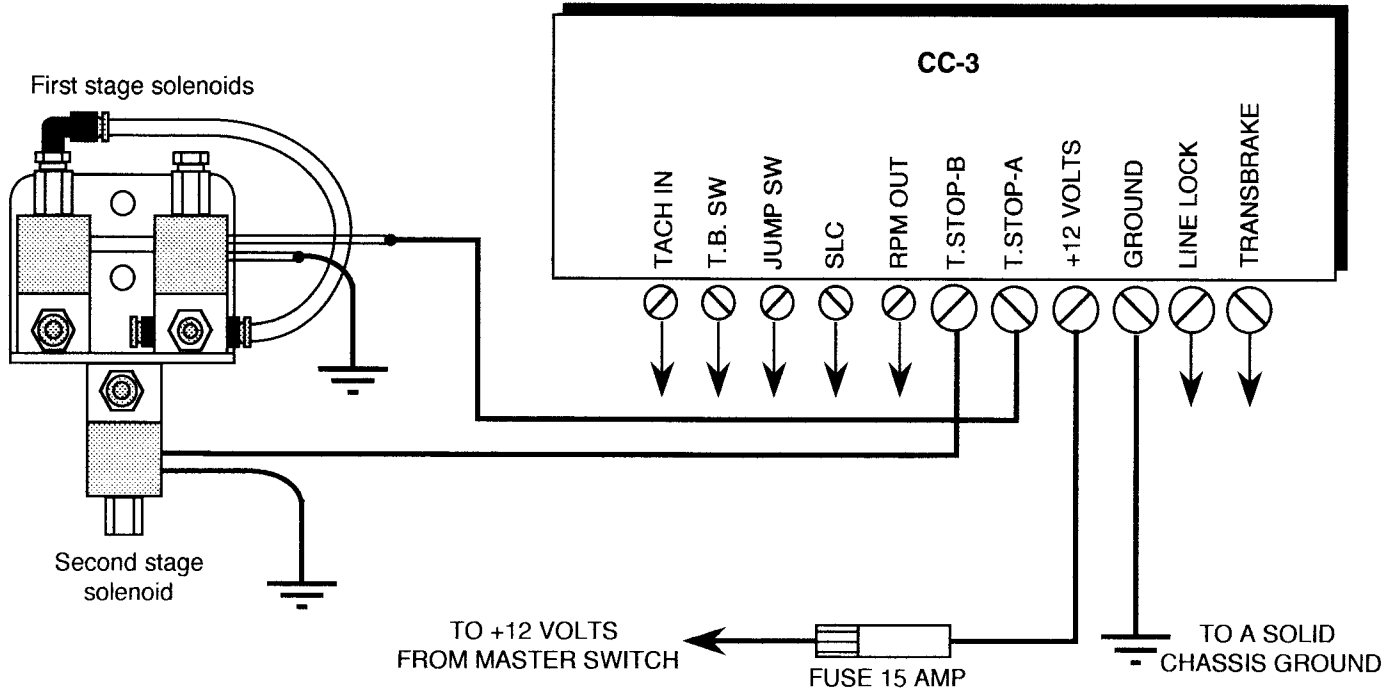 CC-3
First stage solenoids
TACH IN
T.B. SW
JUMP SW
SLC
RPM OUT
T.STOP-B
T.STOP-A
+12 VOLTS
GROUND
LINE LOCK
TRANSBRAKE
Second stage
solenoid
TO +12 VOLTS
FROM MASTER SWITCH
FUSE 15 AMP
TO A SOLID
CHASSIS GROUND